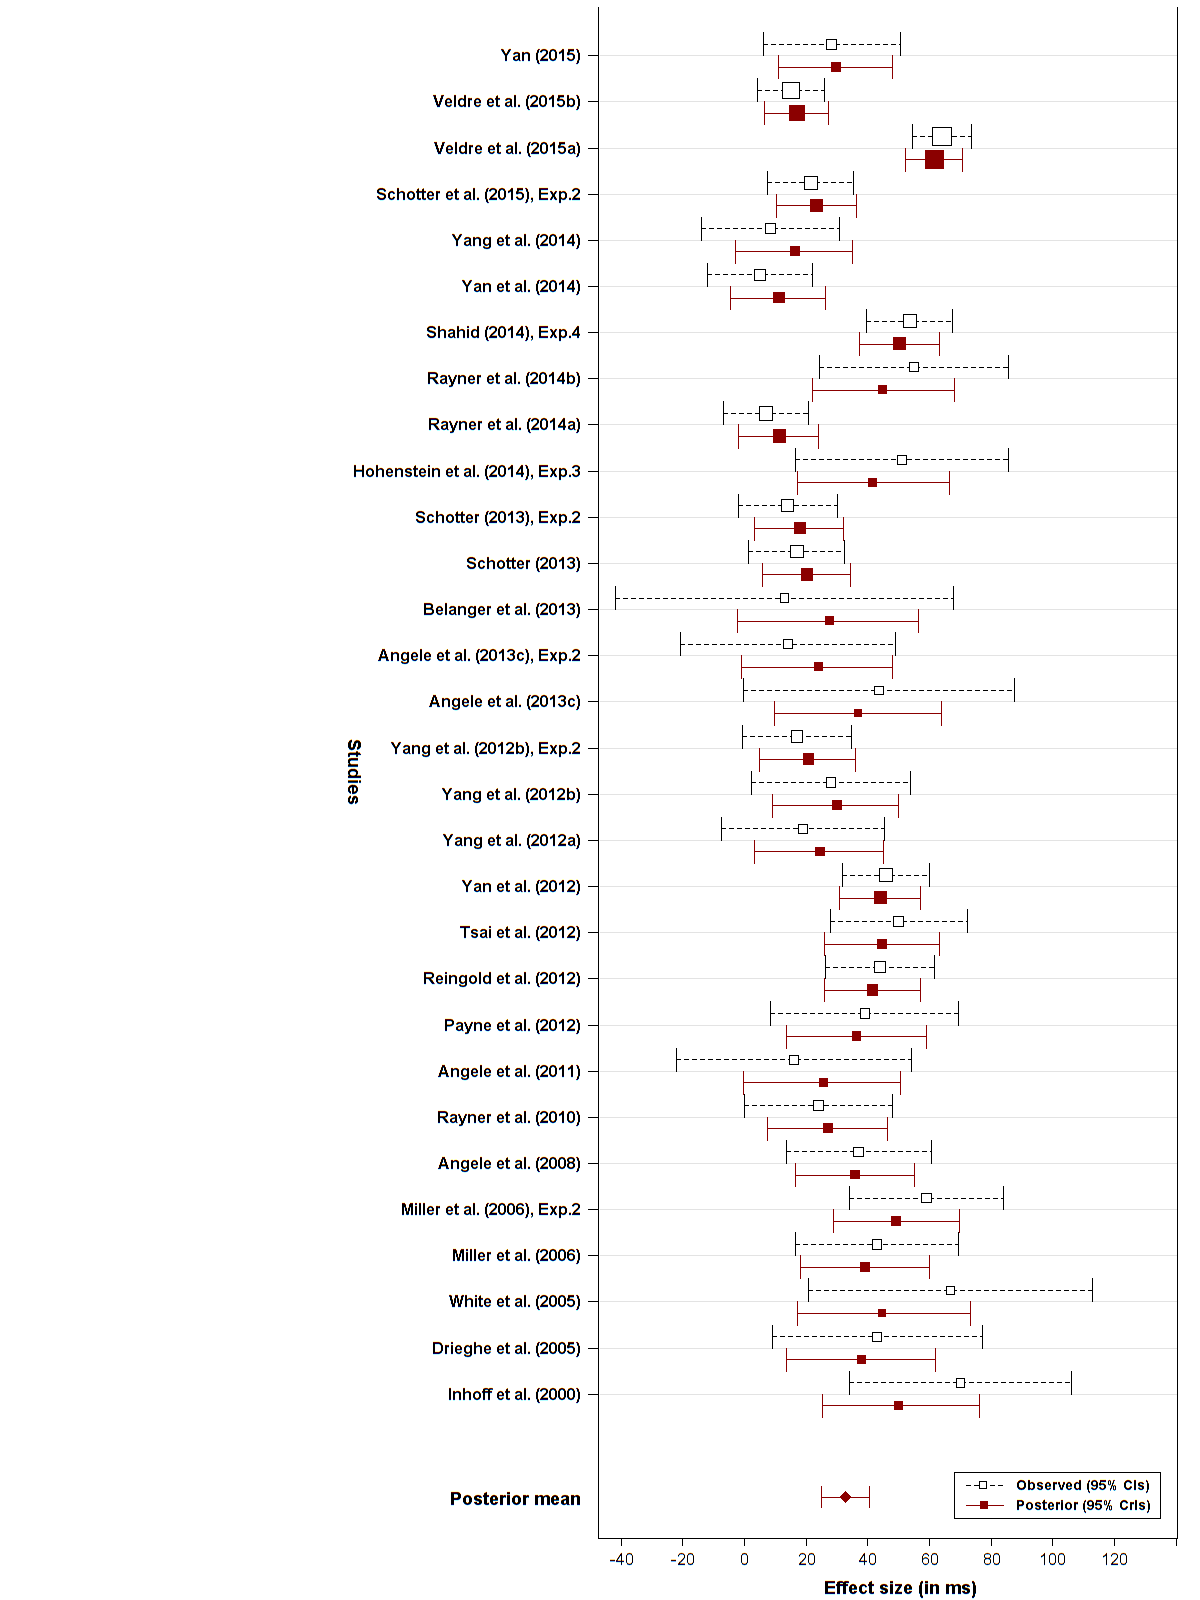 Yan (2015)
Veldre et al. (2015b)
Veldre et al. (2015a)
Schotter et al. (2015), Exp.2
Yang et al. (2014)
Yan et al. (2014)
Shahid (2014), Exp.4
Rayner et al. (2014b)
Rayner et al. (2014a)
Hohenstein et al. (2014), Exp.3
Schotter (2013), Exp.2
Schotter (2013)
Belanger et al. (2013)
Angele et al. (2013c), Exp.2
Angele et al. (2013c)
Yang et al. (2012b), Exp.2
Studies
Yang et al. (2012b)
Yang et al. (2012a)
Yan et al. (2012)
Tsai et al. (2012)
Reingold et al. (2012)
Payne et al. (2012)
Angele et al. (2011)
Rayner et al. (2010)
Angele et al. (2008)
Miller et al. (2006), Exp.2
Miller et al. (2006)
White et al. (2005)
Drieghe et al. (2005)
Inhoff et al. (2000)
Posterior mean
Observed (95% CIs)
Posterior (95% CrIs)
-40 -20 0 20 40 60 80 100 120
Effect size (in ms)